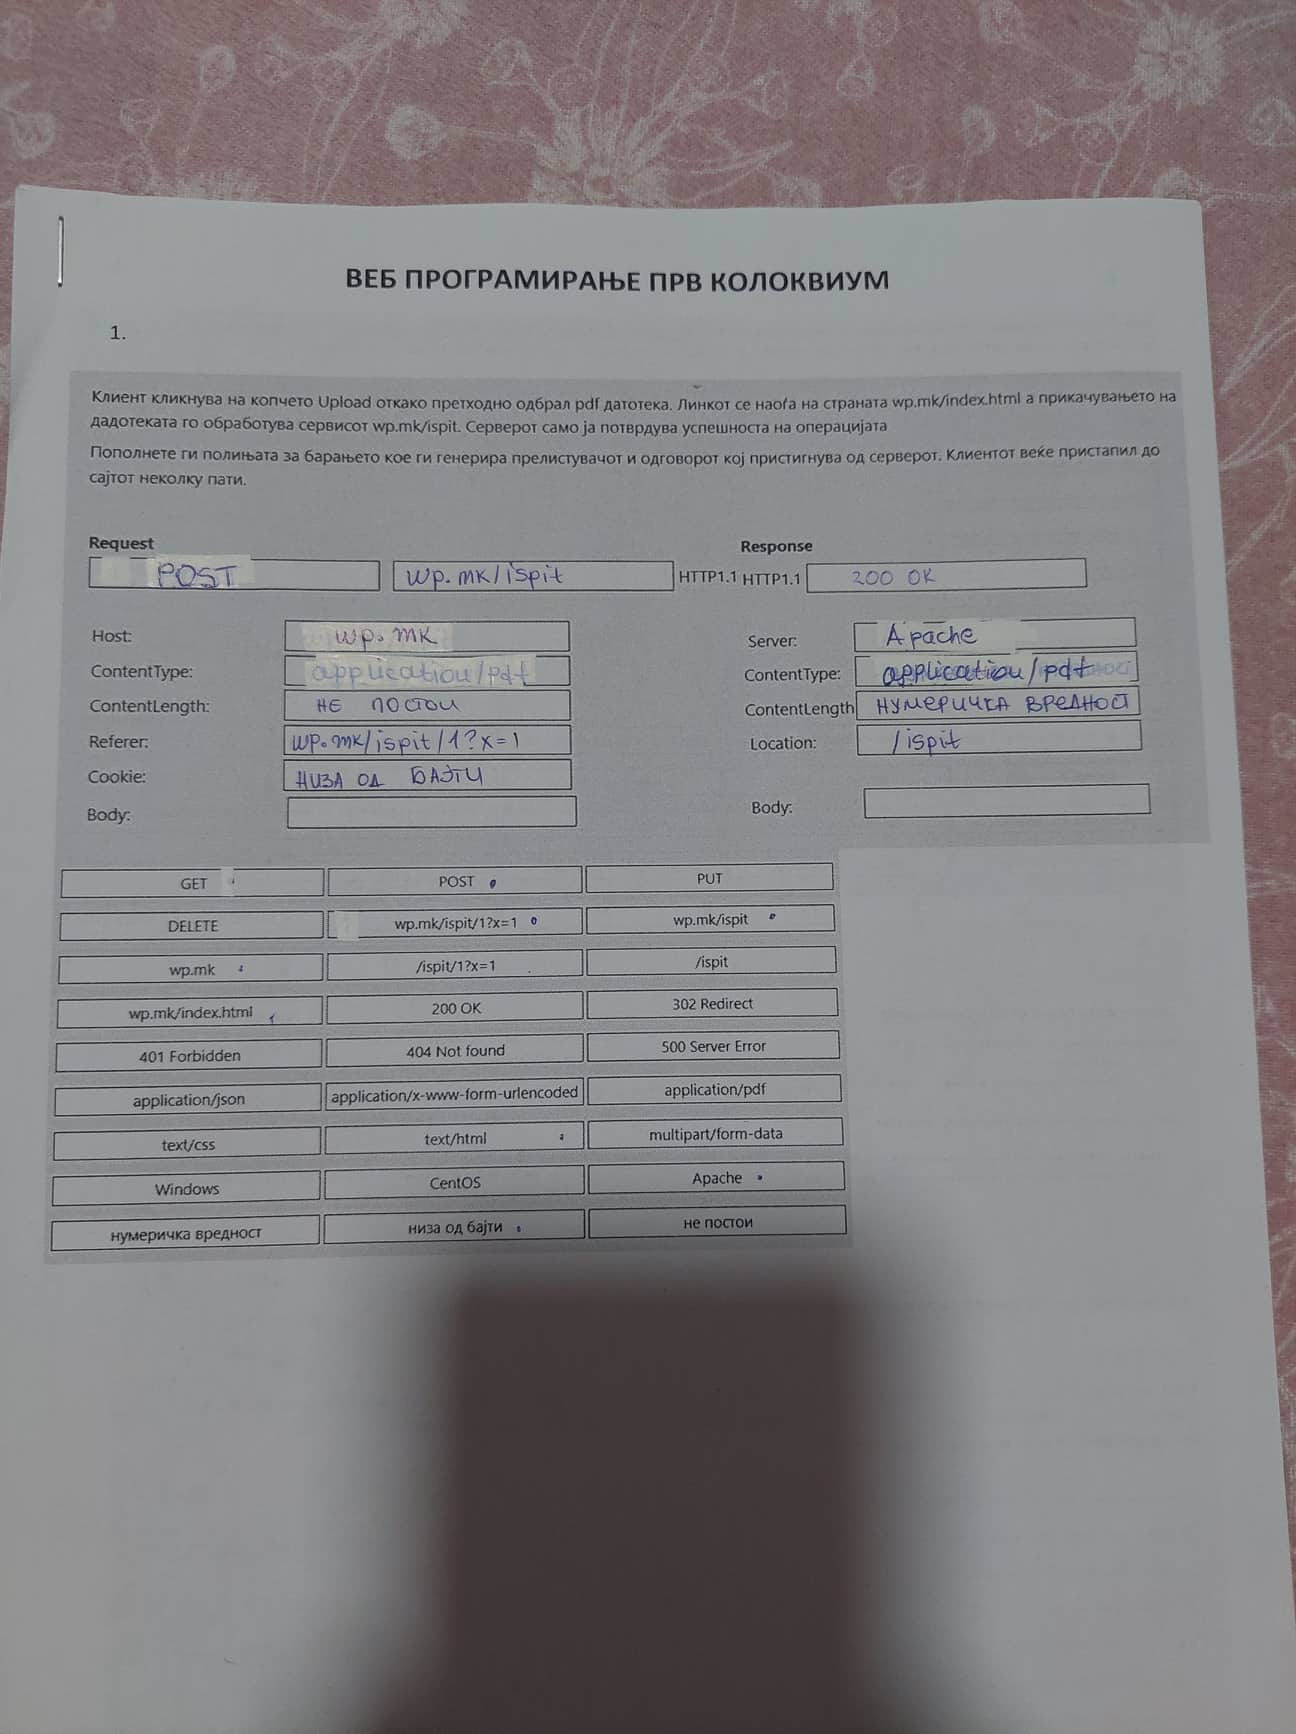 ВЕБ ПРОГРАМИРАЊЕ ПРВ КОЛОКВИУМ
1.
Клиент кликнува на копчето Upload откако претходно одбрал pdf датотека. Линкот се наоѓа на страната wp.mk/index.html а прикачувањето на
дадотеката го обработува сервисот wp.mk/ispit. Серверот само ја потврдува успешноста на операцијата
Пополнете ги полињата за барањето кое ги генерира прелистувачот и одговорот кој пристигнува од серверот. Клиентот веќе пристапил до
сајтот неколку пати.
Request Response
POST wp.mk/ispit HTTP1.1 HTTP1.1 200 OK
Host: wp.mk Server: Apache
ContentType: application/pdf ContentType: application/pdf
ContentLength: НЕ ПОСТОИ ContentLength НУМЕРИЧКА ВРЕДНОСТ
Referer: wp.mk/ispit/1?x=1 Location: /ispit
Cookie: НИЗА ОД БАЈТИ
Body: Body:
GET POST PUT
DELETE wp.mk/ispit/1?x=1 wp.mk/ispit
wp.mk /ispit/1?x=1 /ispit
wp.mk/index.html 200 OK 302 Redirect
401 Forbidden 404 Not found 500 Server Error
application/json application/x-www-form-urlencoded application/pdf
text/css text/html multipart/form-data
Windows CentOS Apache
нумеричка вредност низа од бајти не постои